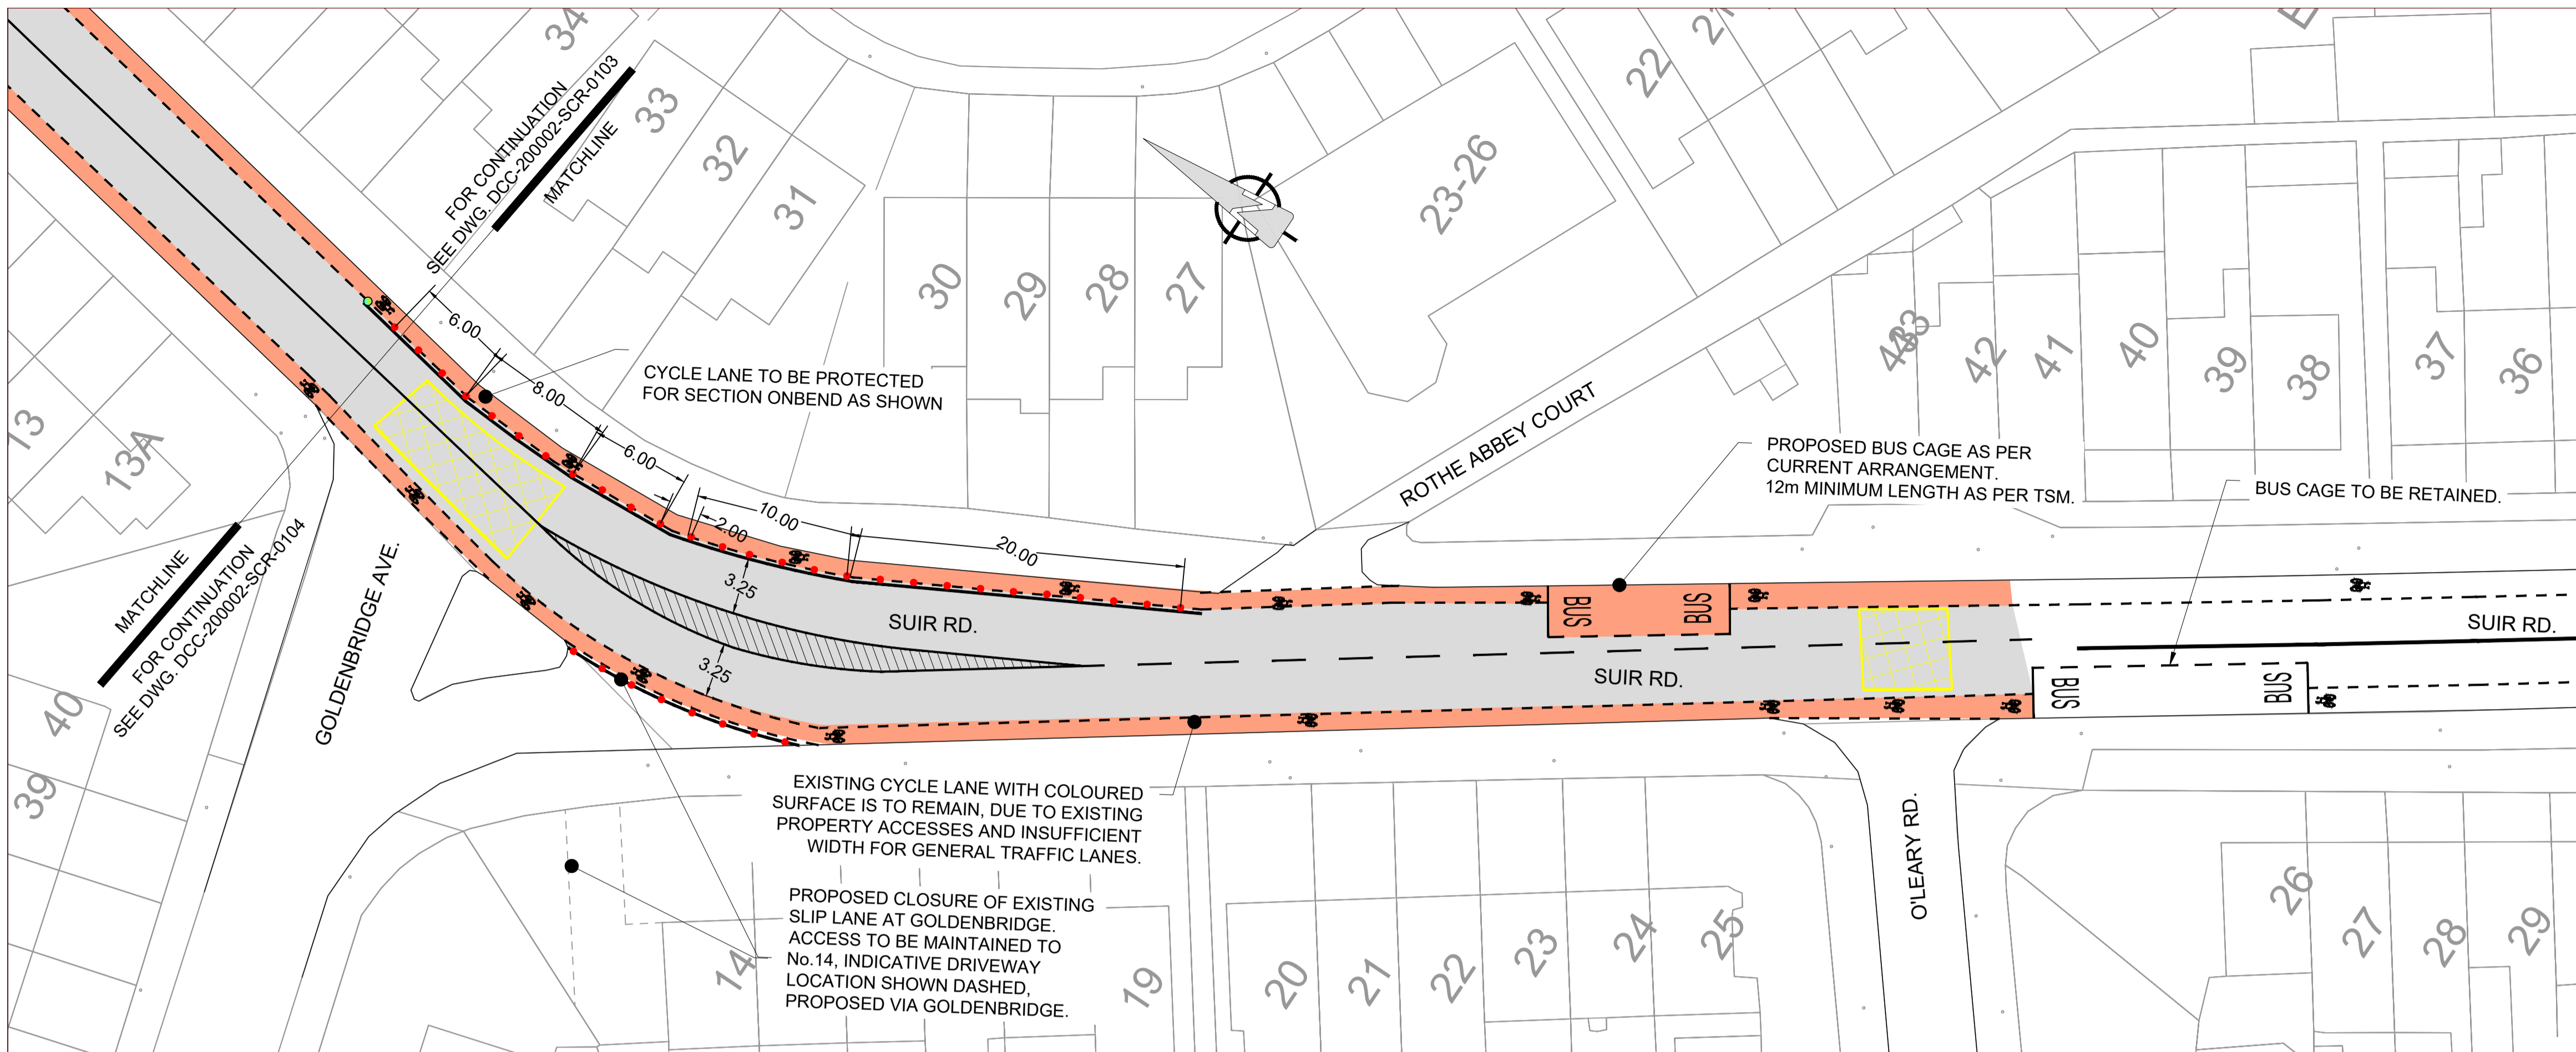 34
33
32
31
FOR CONTINUATION
SEE DWG. DCC-200002-SCR-0103
MATCHLINE
30
29
28
27
23-26
22
21
6.00
8.00
6.00
10.00
2.00
20.00
3.25
3.25
CYCLE LANE TO BE PROTECTED
FOR SECTION ONBEND AS SHOWN
ROTHE ABBEY COURT
PROPOSED BUS CAGE AS PER
CURRENT ARRANGEMENT.
12m MINIMUM LENGTH AS PER TSM.
BUS CAGE TO BE RETAINED.
43
42
41
40
39
38
37
36
13
13A
MATCHLINE
FOR CONTINUATION
SEE DWG. DCC-200002-SCR-0104
GOLDENBRIDGE AVE.
40
39
SUIR RD.
SUIR RD.
SUIR RD.
BUS
BUS
BUS
BUS
EXISTING CYCLE LANE WITH COLOURED
SURFACE IS TO REMAIN, DUE TO EXISTING
PROPERTY ACCESSES AND INSUFFICIENT
WIDTH FOR GENERAL TRAFFIC LANES.
PROPOSED CLOSURE OF EXISTING
SLIP LANE AT GOLDENBRIDGE.
ACCESS TO BE MAINTAINED TO
No.14, INDICATIVE DRIVEWAY
LOCATION SHOWN DASHED,
PROPOSED VIA GOLDENBRIDGE.
14
19
20
21
22
23
24
25
O'LEARY RD.
26
27
28
29